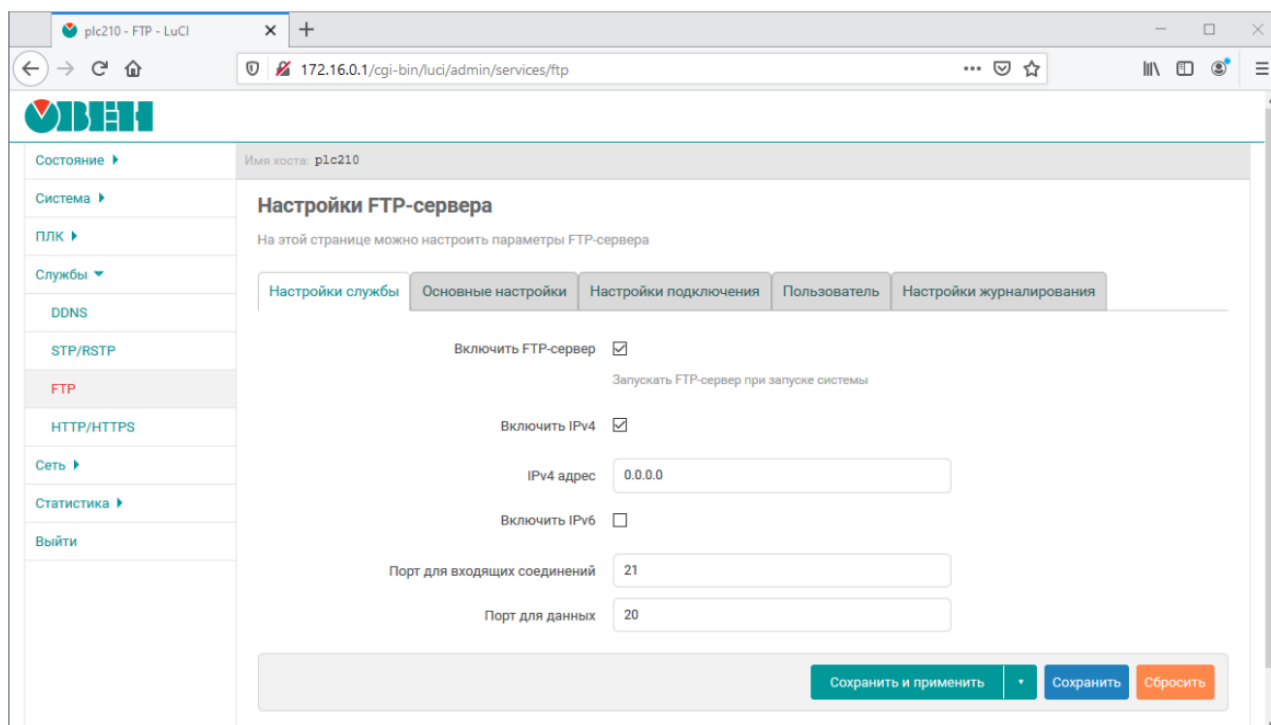 plc210 - FTP - LuCI
172.16.0.1/cgi-bin/luci/admin/services/ftp
ОВЕН
Имя хоста: plc210
Состояние
Система
ПЛК
Службы
DDNS
STP/RSTP
FTP
HTTP/HTTPS
Сеть
Статистика
Выйти
Настройки FTP-сервера
На этой странице можно настроить параметры FTP-сервера
Настройки службы Основные настройки Настройки подключения Пользователь Настройки журналирования
Включить FTP-сервер
Запускать FTP-сервер при запуске системы
Включить IPv4
IPv4 адрес 0.0.0.0
Включить IPv6
Порт для входящих соединений 21
Порт для данных 20
Сохранить и применить Сохранить Сбросить